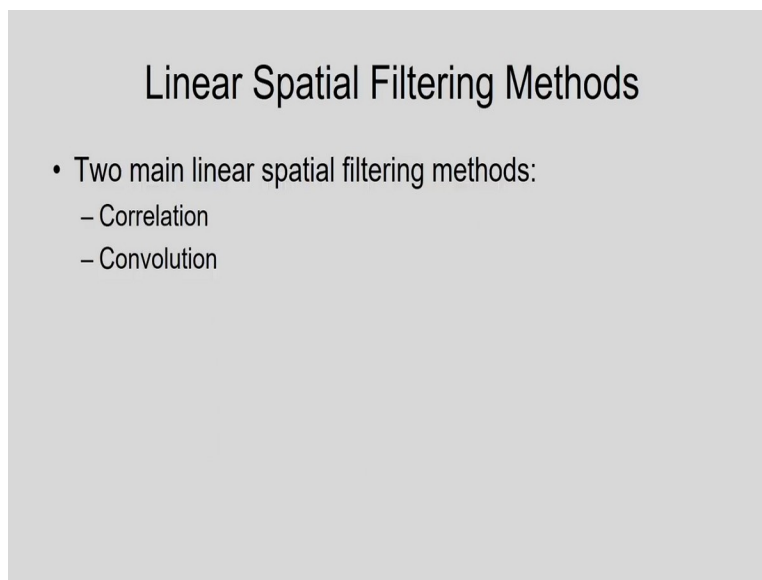 Linear Spatial Filtering Methods
• Two main linear spatial filtering methods:
– Correlation
– Convolution